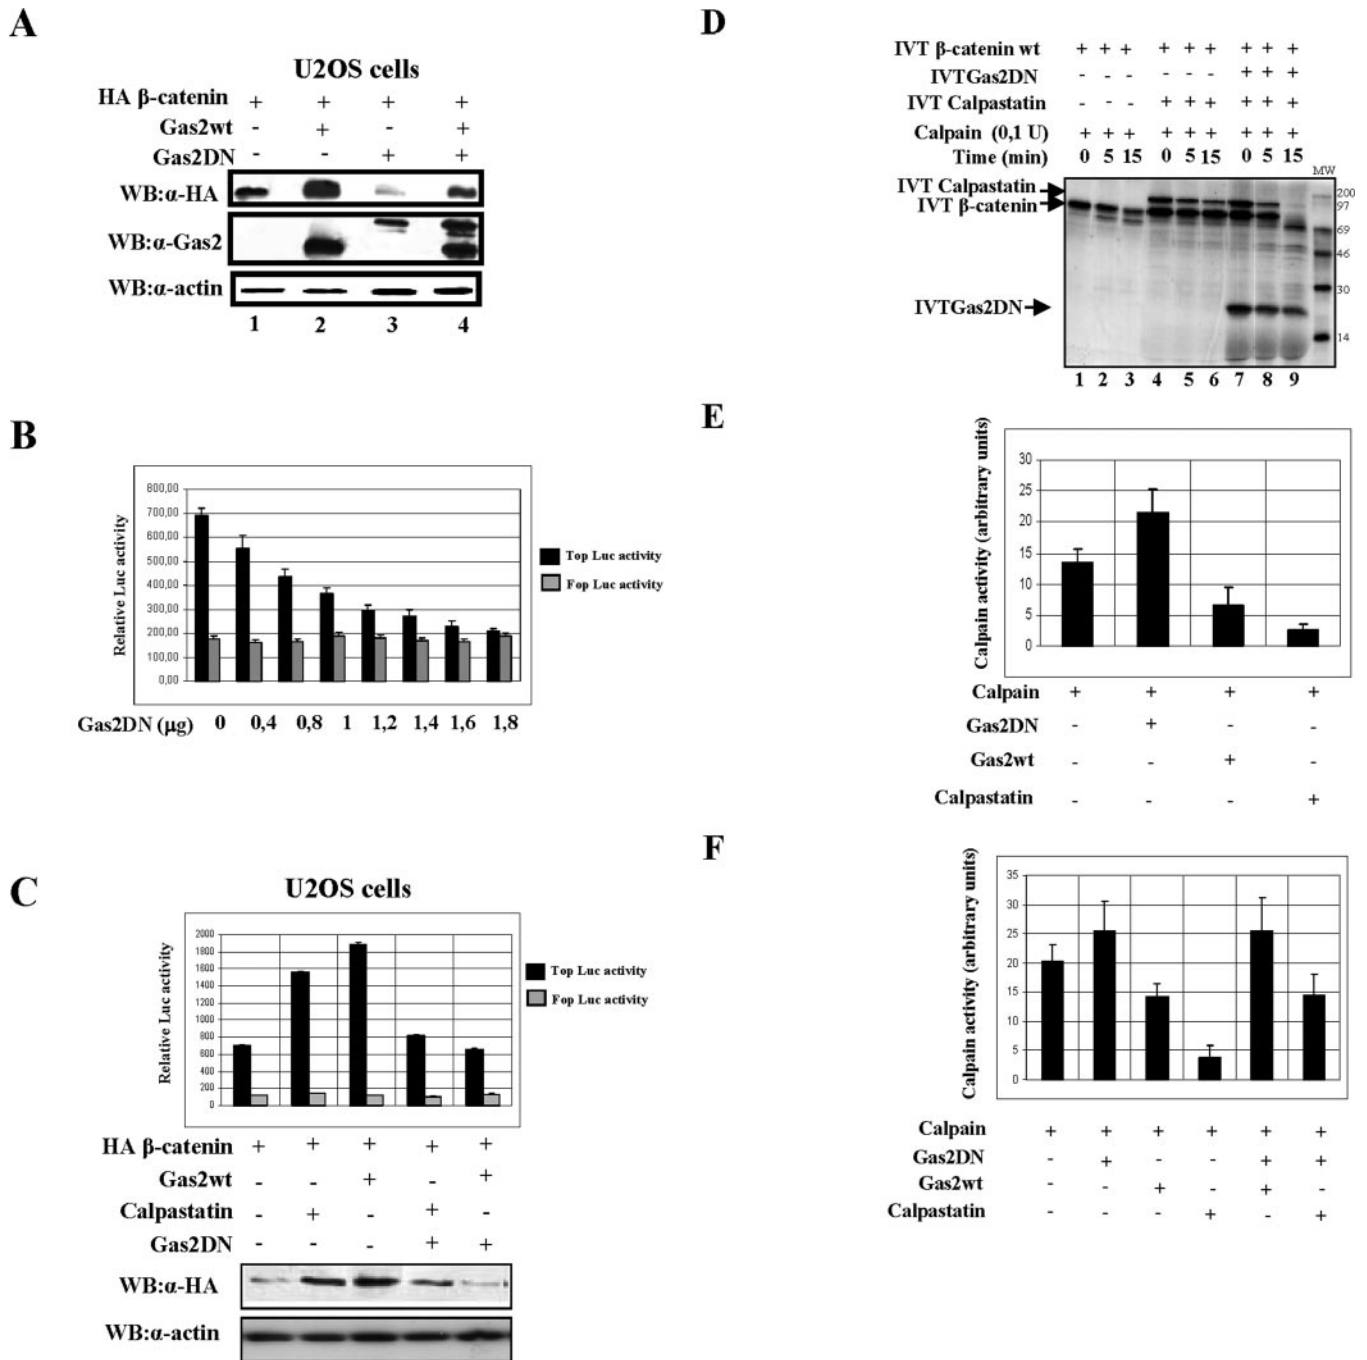 A
U2OS cells
HA β-catenin + + + +
Gas2wt - + - +
Gas2DN - - + +
WB:α-HA
WB:α-Gas2
WB:α-actin
1 2 3 4
B
Relative Luc activity
800,00
700,00
600,00
500,00
400,00
300,00
200,00
100,00
0,00
Top Luc activity
Fop Luc activity
Gas2DN (μg) 0 0,4 0,8 1 1,2 1,4 1,6 1,8
C
U2OS cells
Relative Luc activity
2000
1800
1600
1400
1200
1000
800
600
400
200
0
Top Luc activity
Fop Luc activity
HA β-catenin + + + + +
Gas2wt - - + - +
Calpastatin - + - + -
Gas2DN - - - + +
WB:α-HA
WB:α-actin
D
IVT β-catenin wt + + + + + + + + +
IVTGas2DN - - - - - - + + +
IVT Calpastatin - - - + + + + + +
Calpain (0,1 U) + + + + + + + + +
Time (min) 0 5 15 0 5 15 0 5 15
MW
IVT Calpastatin
IVT β-catenin
IVTGas2DN
200
97
69
46
30
14
1 2 3 4 5 6 7 8 9
E
Calpain activity (arbitrary units)
30
25
20
15
10
5
0
Calpain + + + +
Gas2DN - + - -
Gas2wt - - + -
Calpastatin - - - +
F
Calpain activity (arbitrary units)
35
30
25
20
15
10
5
0
Calpain + + + + + +
Gas2DN - + - - + +
Gas2wt - - + - + -
Calpastatin - - - + - +